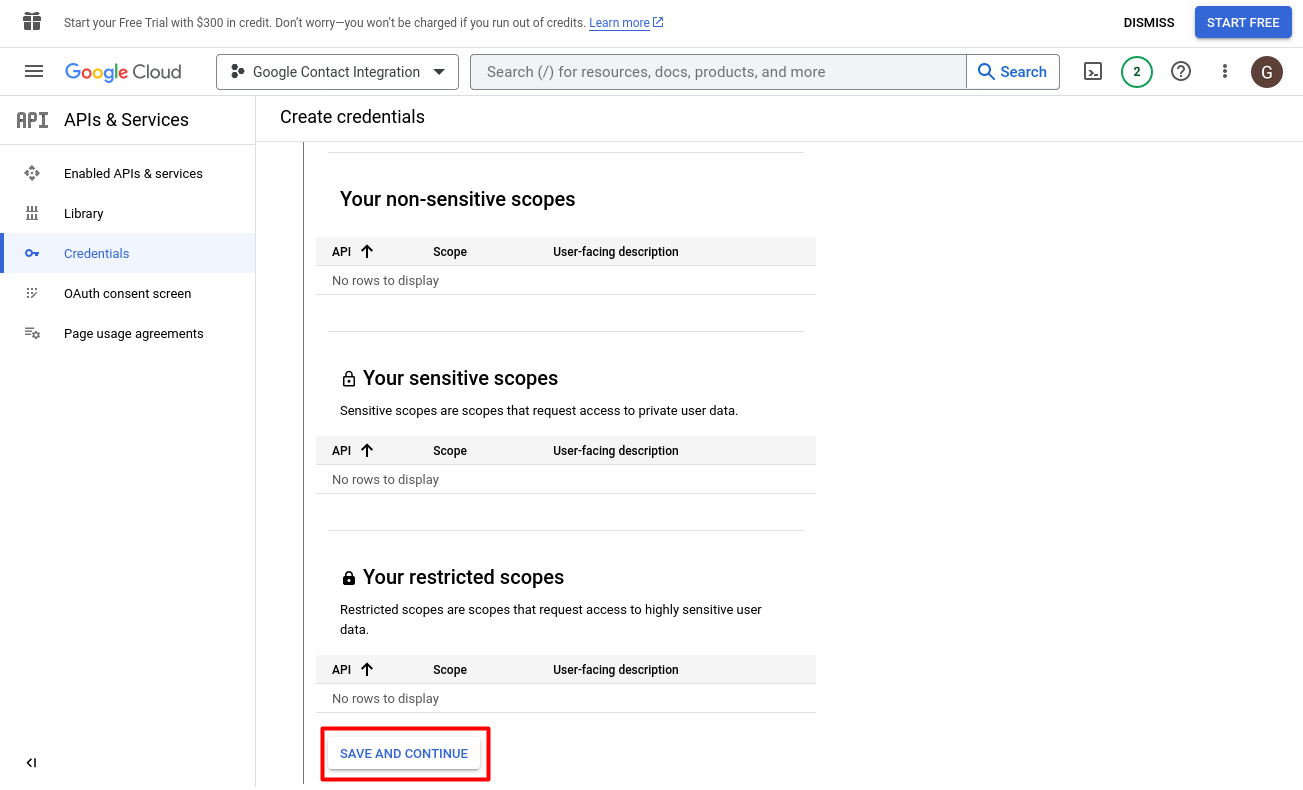 Start your Free Trial with $300 in credit. Don’t worry—you won’t be charged if you run out of credits. Learn more
DISMISS
START FREE
Google Cloud
Google Contact Integration
Search (/) for resources, docs, products, and more
Search
2
G
API
APIs & Services
Create credentials
Enabled APIs & services
Library
Credentials
OAuth consent screen
Page usage agreements
Your non-sensitive scopes
API Scope User-facing description
No rows to display
Your sensitive scopes
Sensitive scopes are scopes that request access to private user data.
API Scope User-facing description
No rows to display
Your restricted scopes
Restricted scopes are scopes that request access to highly sensitive user
data.
API Scope User-facing description
No rows to display
SAVE AND CONTINUE